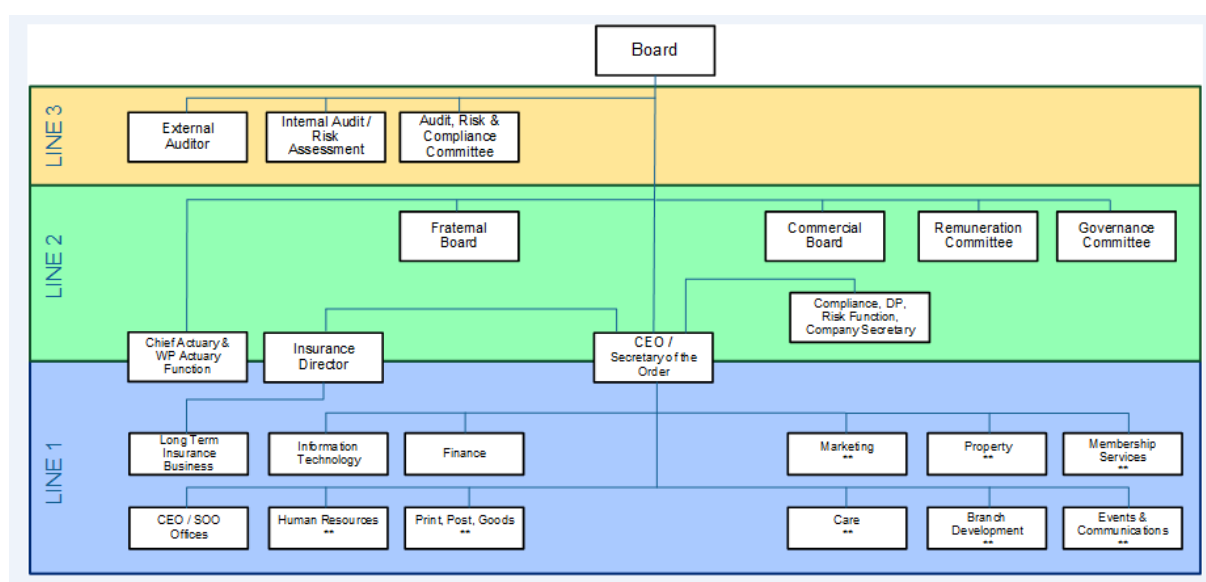 Board
LINE 3
External
Auditor
Internal Audit /
Risk
Assessment
Audit, Risk &
Compliance
Committee
LINE 2
Fraternal
Board
Commercial
Board
Remuneration
Committee
Governance
Committee
Compliance, DP,
Risk Function,
Company Secretary
Chief Actuary &
WP Actuary
Function
Insurance
Director
CEO /
Secretary of the
Order
LINE 1
Long Term
Insurance
Business
Information
Technology
Finance
Marketing
**
Property
**
Membership
Services
**
CEO / SOO
Offices
Human Resources
**
Print, Post, Goods
**
Care
**
Branch
Development
**
Events &
Communications
**